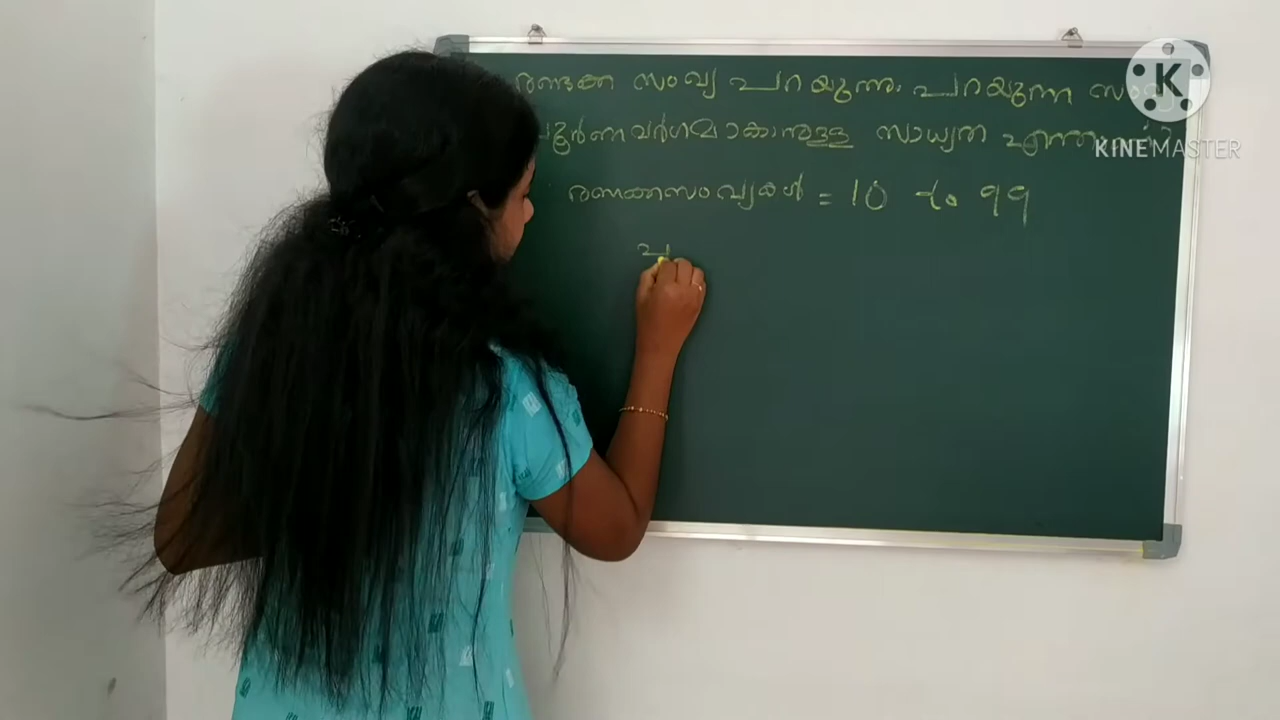 രണ്ടക്ക സംഖ്യ പറയുന്നു. പറയുന്ന
പൂർണവർഗമാകാനുള്ള സാധ്യത എന്ത
രണ്ടക്കസംഖ്യകൾ = 10 to 99
K
KINEMASTER